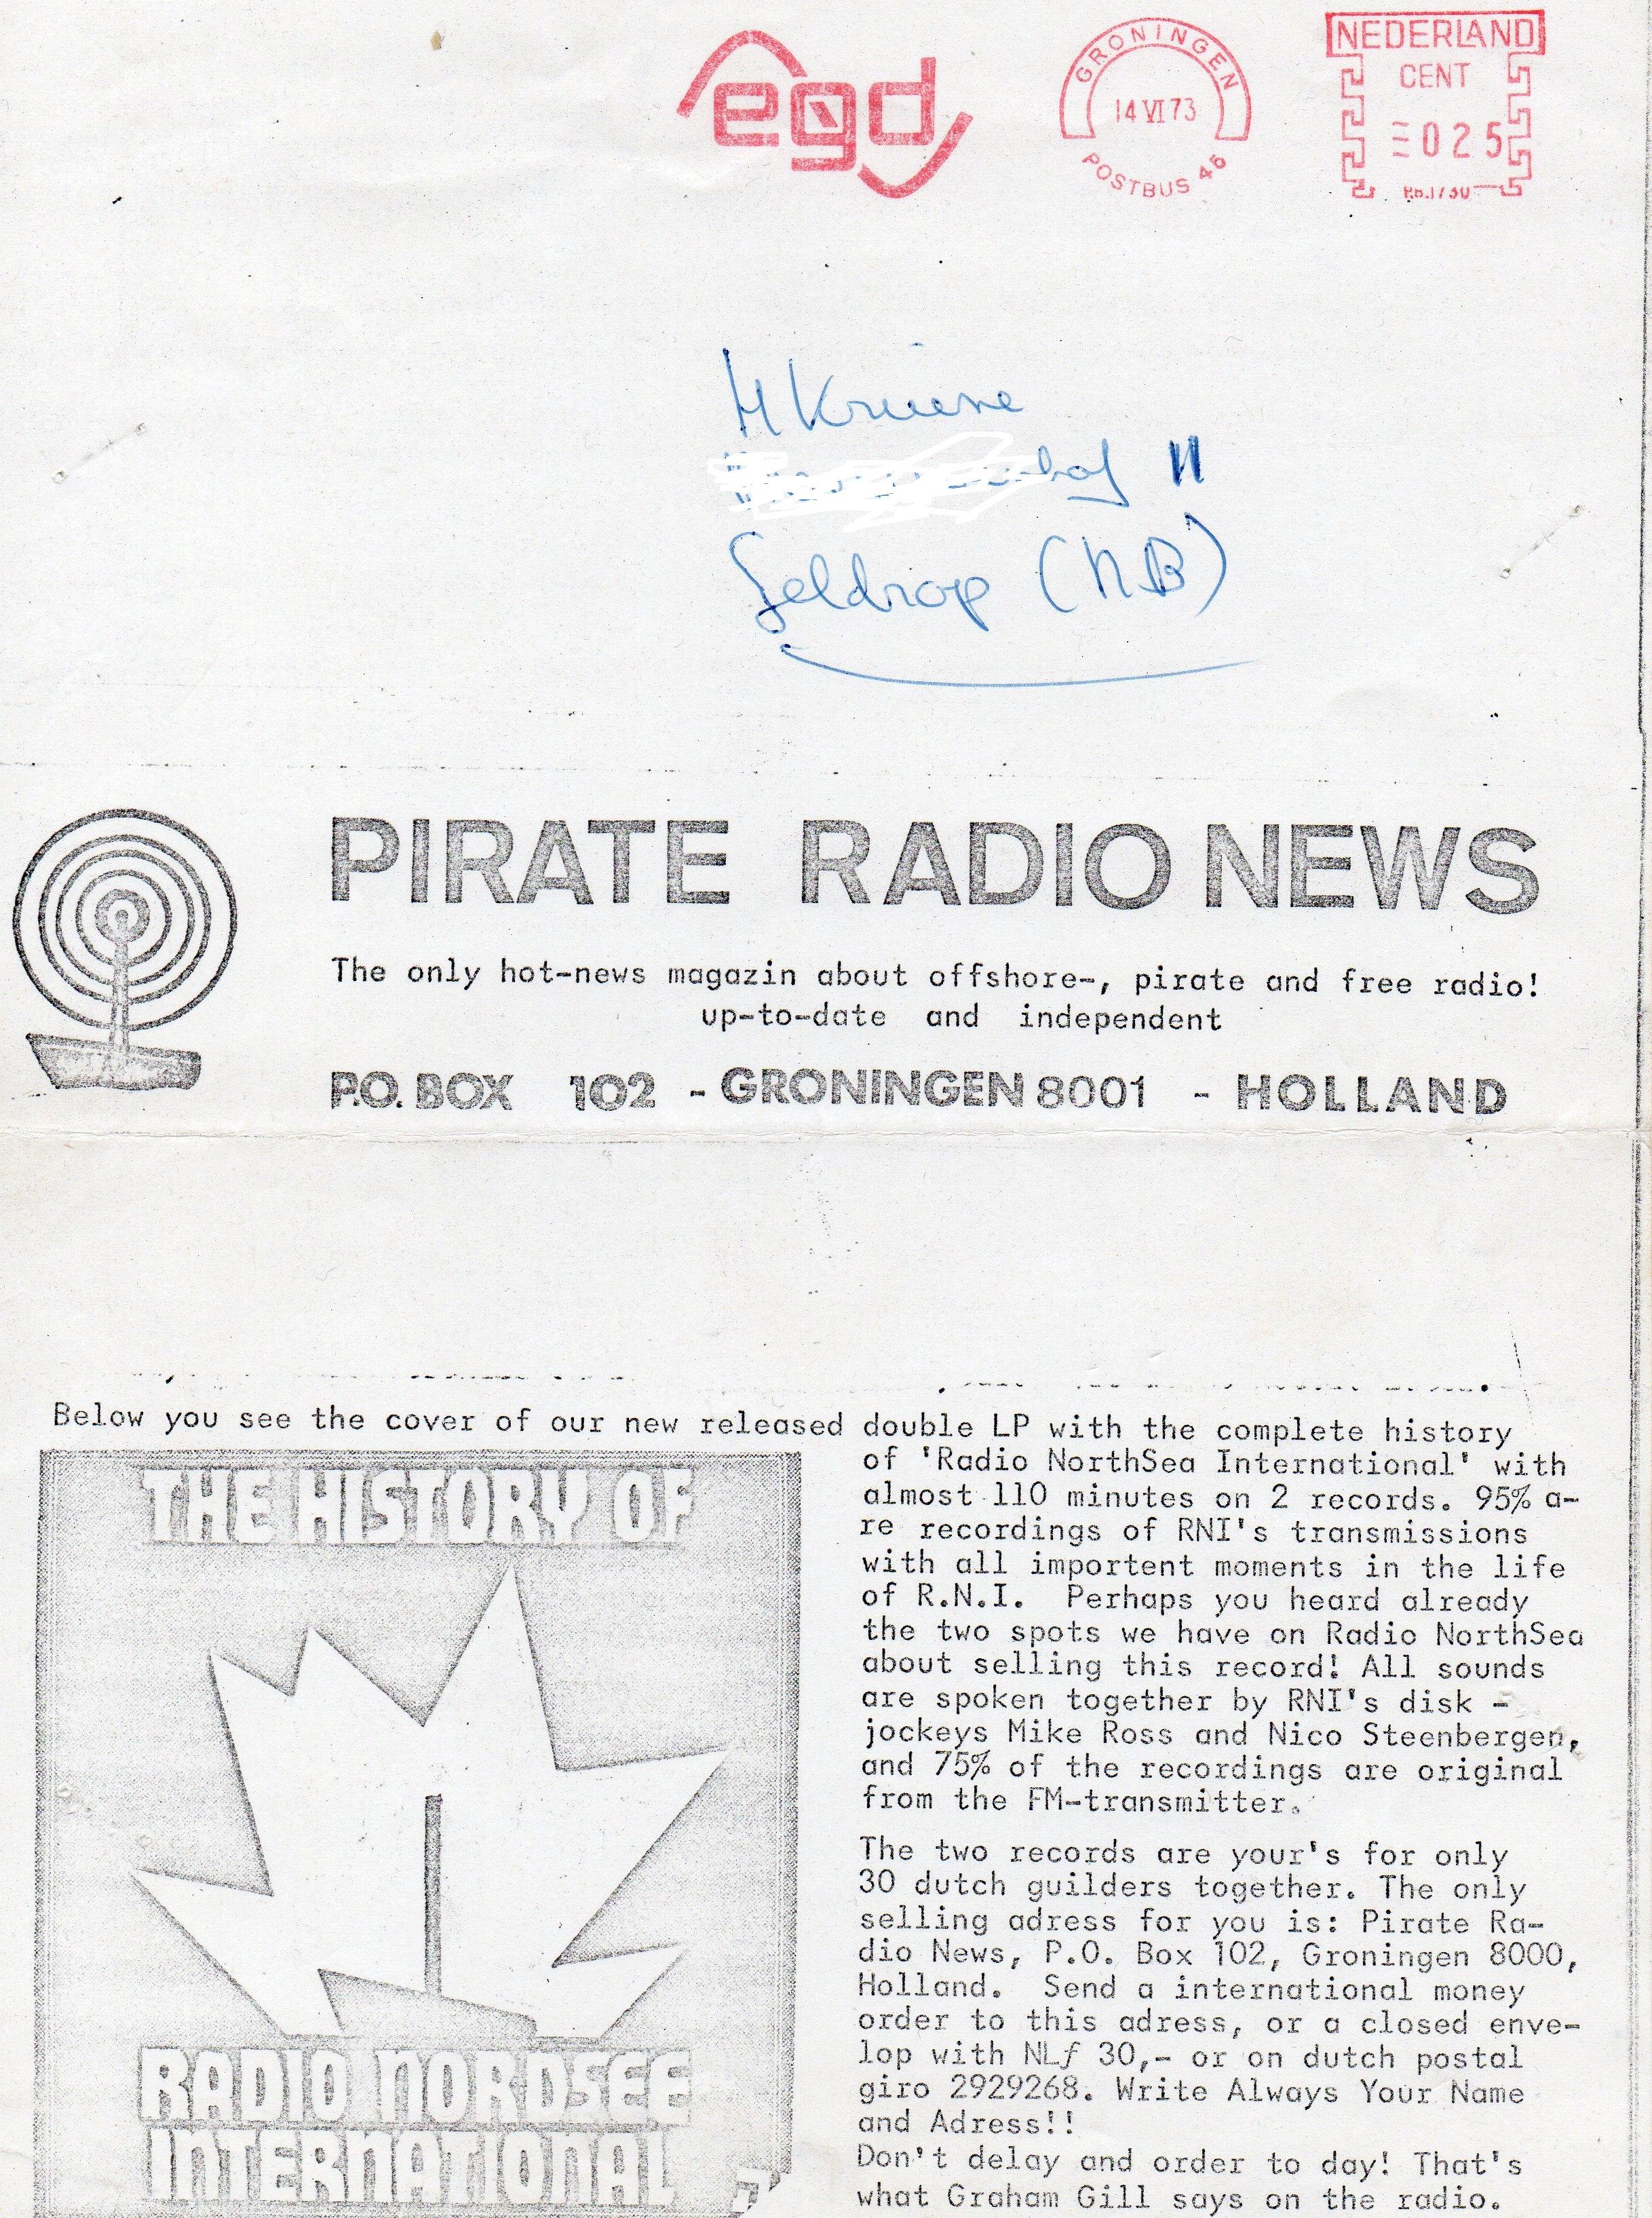 egd
GRONINGEN
14 VI 73
POSTBUS 46
NEDERLAND
CENT
025
H Kruene
hof 11
Geldrop (NB)
PIRATE RADIO NEWS
The only hot-news magazin about offshore-, pirate and free radio!
up-to-date and independent
P.O. BOX 102 - GRONINGEN 8001 - HOLLAND
Below you see the cover of our new released double LP with the complete history
of 'Radio NorthSea International' with
almost 110 minutes on 2 records. 95% a-
re recordings of RNI's transmissions
with all importent moments in the life
of R.N.I. Perhaps you heard already
the two spots we have on Radio NorthSea
about selling this record! All sounds
are spoken together by RNI's disk -
jockeys Mike Ross and Nico Steenbergen,
and 75% of the recordings are original
from the FM-transmitter.
The two records are your's for only
30 dutch guilders together. The only
selling adress for you is: Pirate Ra-
dio News, P.O. Box 102, Groningen 8000,
Holland. Send a international money
order to this adress, or a closed enve-
lop with NLƒ 30,- or on dutch postal
giro 2929268. Write Always Your Name
and Adress!!
Don't delay and order to day! That's
what Graham Gill says on the radio.
THE HISTORY OF
RADIO NORDSEE
INTERNATIONAL